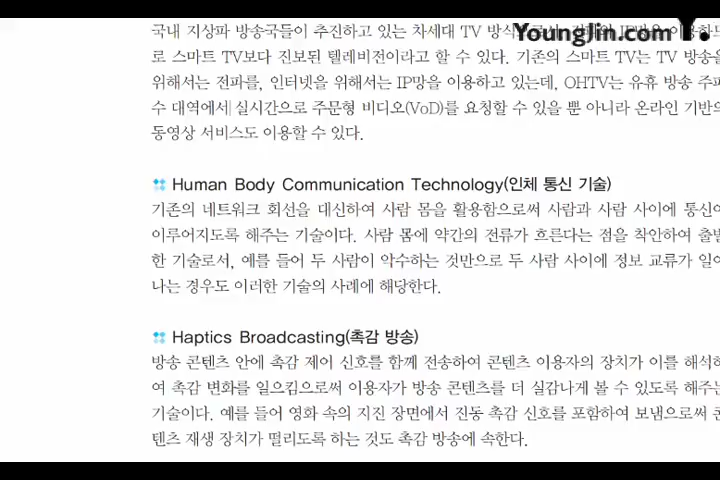 국내 지상파 방송국들이 추진하고 있는 차세대 TV 방식
Youngjin.com Y.
로 스마트 TV보다 진보된 텔레비전이라고 할 수 있다. 기존의 스마트 TV는 TV 방송을
위해서는 전파를, 인터넷을 위해서는 IP망을 이용하고 있는데, OHTV는 유휴 방송 주파
수 대역에서 실시간으로 주문형 비디오(VoD)를 요청할 수 있을 뿐 아니라 온라인 기반의
동영상 서비스도 이용할 수 있다.
Human Body Communication Technology(인체 통신 기술)
기존의 네트워크 회선을 대신하여 사람 몸을 활용함으로써 사람과 사람 사이에 통신이
이루어지도록 해주는 기술이다. 사람 몸에 약간의 전류가 흐른다는 점을 착안하여 출발
한 기술로서, 예를 들어 두 사람이 악수하는 것만으로 두 사람 사이에 정보 교류가 일어
나는 경우도 이러한 기술의 사례에 해당한다.
Haptics Broadcasting(촉감 방송)
방송 콘텐츠 안에 촉감 제어 신호를 함께 전송하여 콘텐츠 이용자의 장치가 이를 해석하
여 촉감 변화를 일으킴으로써 이용자가 방송 콘텐츠를 더 실감나게 볼 수 있도록 해주는
기술이다. 예를 들어 영화 속의 지진 장면에서 진동 촉감 신호를 포함하여 보냄으로써 콘
텐츠 재생 장치가 떨리도록 하는 것도 촉감 방송에 속한다.